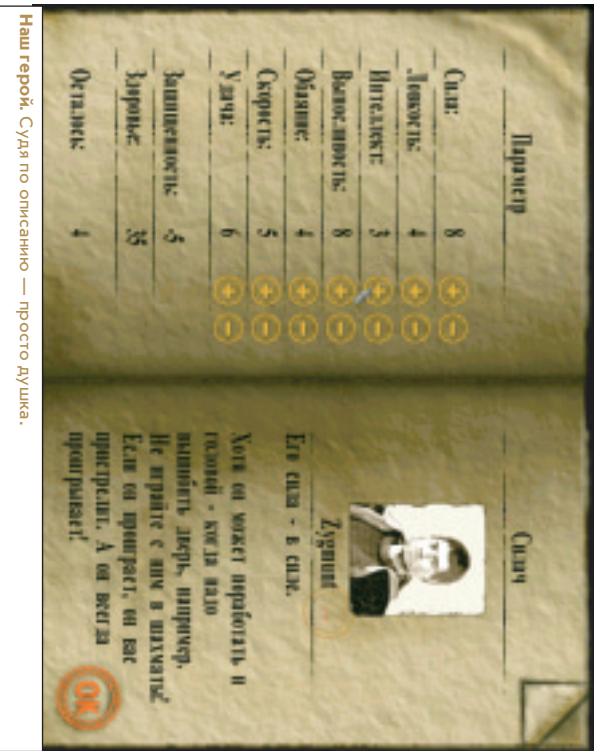 Параметр
Сила: 8 + −
Ловкость: 4 + −
Интеллект: 3 + −
Выносливость: 8 + −
Обаяние: 4 + −
Скорость: 5 + −
Удача: 6 + −
Защищенность: -5
Здоровье: 35
Осталось: 4
Силач
Zygmunt
Его сила - в силе.
Хотя он может поработать и
головой - когда надо
вышибить дверь, например.
Не играйте с ним в шахматы!
Если он проиграет, он вас
пристрелит. А он всегда
проигрывает!
OK
Наш герой. Судя по описанию — просто душка.